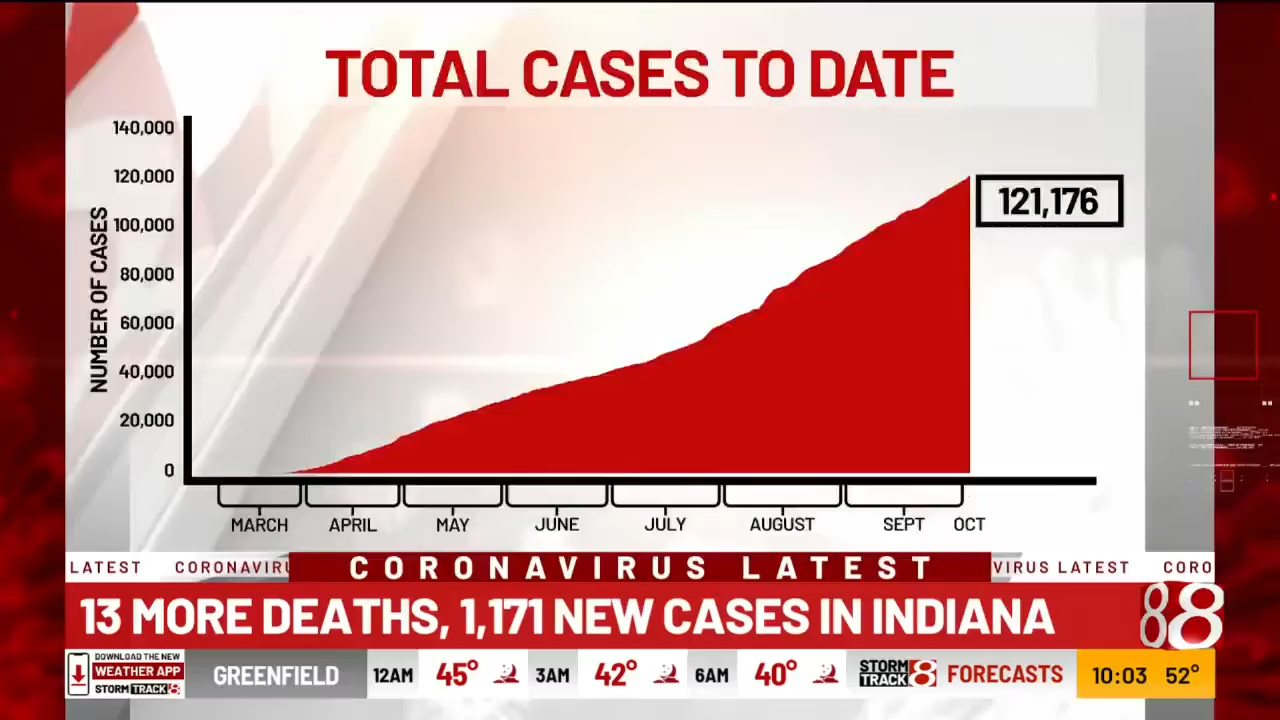 TOTAL CASES TO DATE
140,000
120,000
100,000
80,000
60,000
40,000
20,000
0
NUMBER OF CASES
121,176
MARCH APRIL MAY JUNE JULY AUGUST SEPT OCT
LATEST CORONAVIRU CORONAVIRUS LATEST VIRUS LATEST CORO
13 MORE DEATHS, 1,171 NEW CASES IN INDIANA
8
DOWNLOAD THE NEW
WEATHER APP
STORM TRACK 8
GREENFIELD 12AM 45° 3AM 42° 6AM 40°
STORM
TRACK 8
FORECASTS
10:03 52°